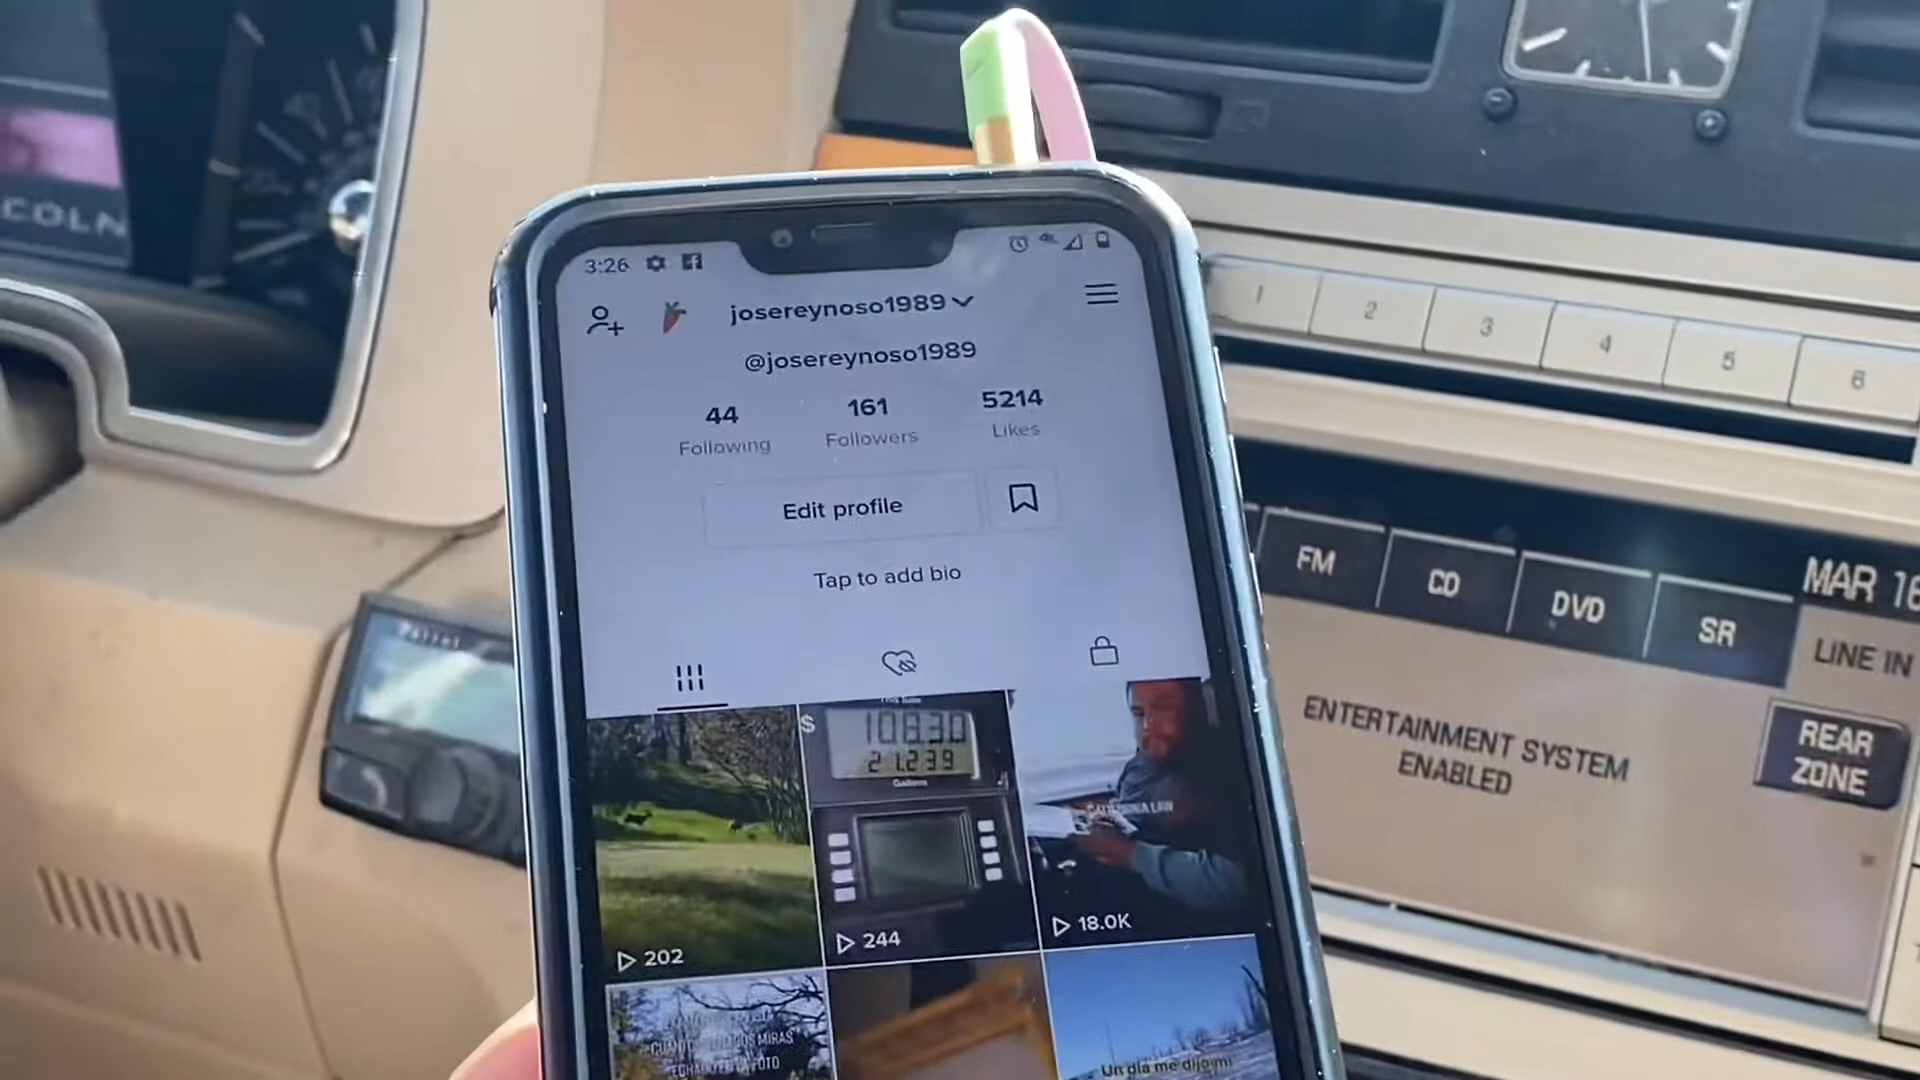 COLN
3:26
josereynoso1989
@josereynoso1989
44
Following
161
Followers
5214
Likes
Edit profile
Tap to add bio
$ 108.30
21.239
Gallons
CALIFORNIA LAW
202
244
18.0K
MIRAS
Un dia me dijo mi
1
2
3
4
5
6
FM
CD
DVD
SR
MAR 16
LINE IN
ENTERTAINMENT SYSTEM
ENABLED
REAR
ZONE